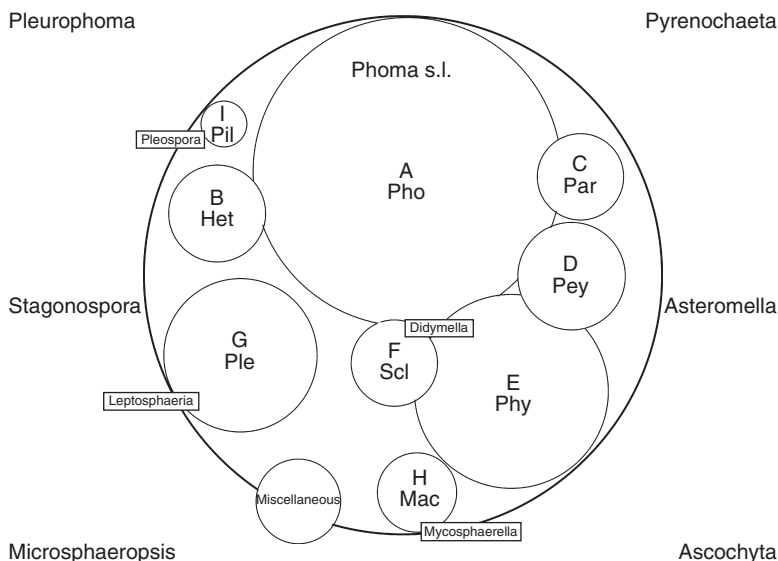 Pleurophoma
Pyrenochaeta
Phoma s.l.
I
Pil
Pleospora
A
Pho
C
Par
B
Het
D
Pey
Stagonospora
Asteromella
Didymella
G
Ple
F
Scl
E
Phy
Leptosphaeria
H
Mac
Miscellaneous
Mycosphaerella
Microsphaeropsis
Ascochyta